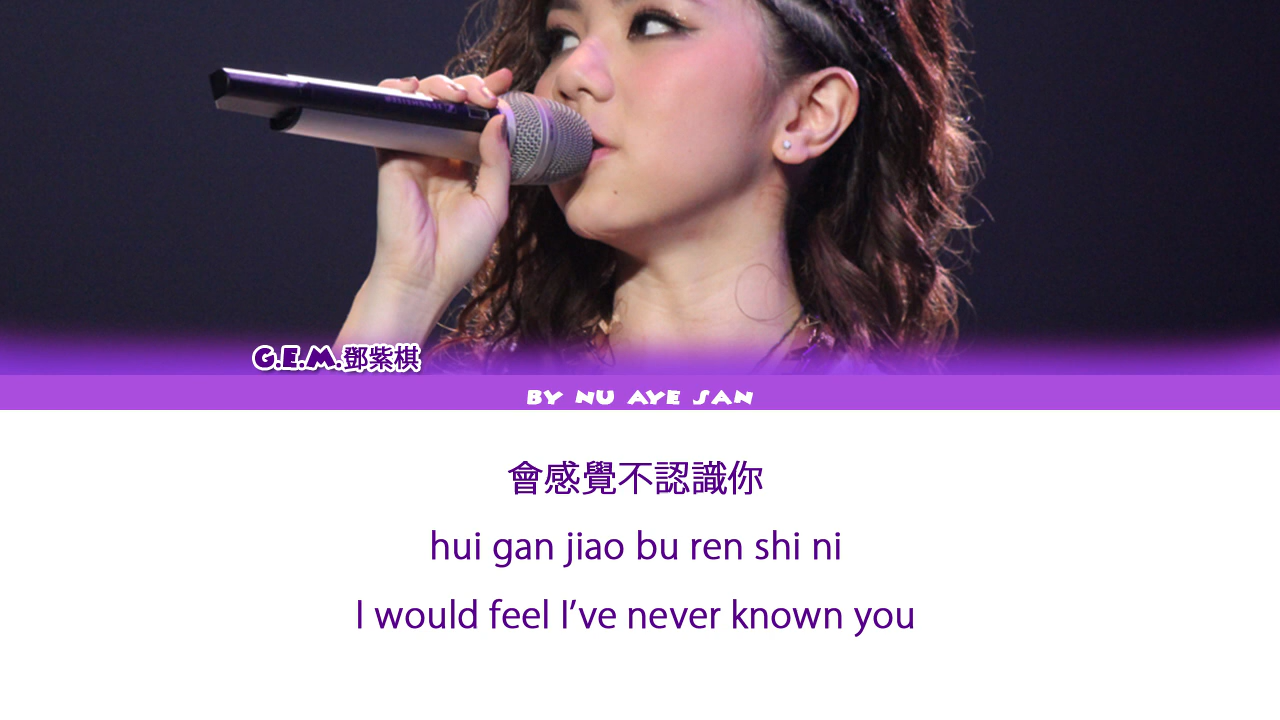 G.E.M.鄧紫棋
BY NU AYE SAN
會感覺不認識你
hui gan jiao bu ren shi ni
I would feel I’ve never known you